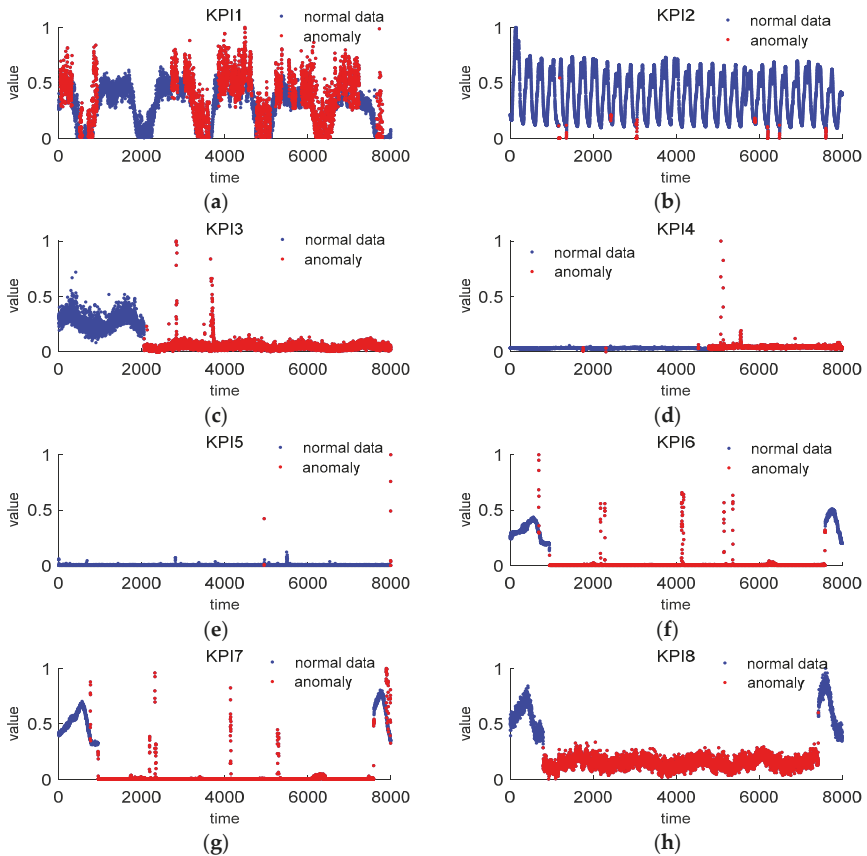 KPI1
normal data
anomaly
value
1
0.5
0
0 2000 4000 6000 8000
time
(a)
KPI2
normal data
anomaly
value
1
0.5
0
0 2000 4000 6000 8000
time
(b)
KPI3
normal data
anomaly
value
1
0.5
0
0 2000 4000 6000 8000
time
(c)
KPI4
normal data
anomaly
value
1
0.5
0
0 2000 4000 6000 8000
time
(d)
KPI5
normal data
anomaly
value
1
0.5
0
0 2000 4000 6000 8000
time
(e)
KPI6
normal data
anomaly
value
1
0.5
0
0 2000 4000 6000 8000
time
(f)
KPI7
normal data
anomaly
value
1
0.5
0
0 2000 4000 6000 8000
time
(g)
KPI8
normal data
anomaly
value
1
0.5
0
0 2000 4000 6000 8000
time
(h)